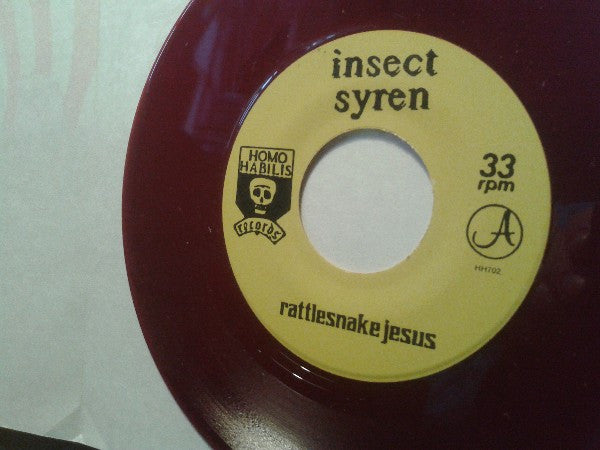 insect
syren
HOMO
HABILIS
records
33
rpm
A
HH702
rattlesnake jesus